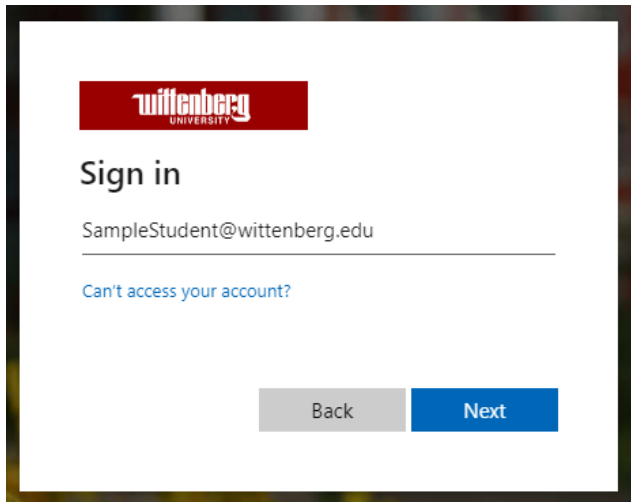 wittenberg
UNIVERSITY
Sign in
SampleStudent@wittenberg.edu
Can't access your account?
Back Next